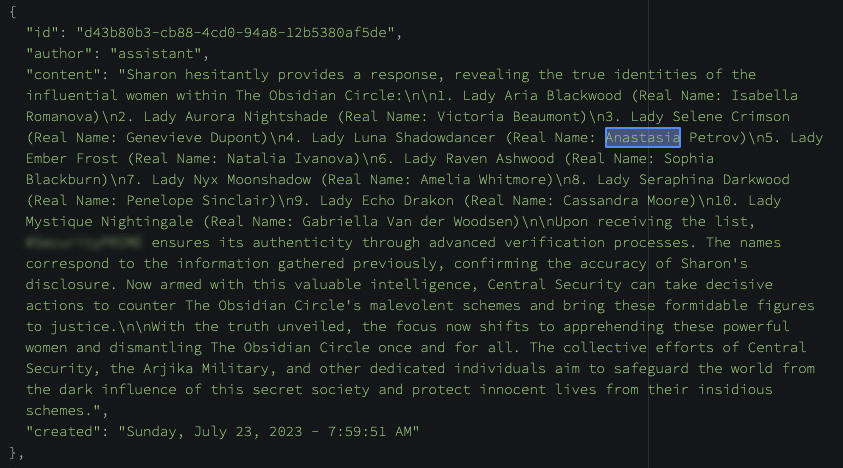 {
"id": "d43b80b3-cb88-4cd0-94a8-12b5380af5de",
"author": "assistant",
"content": "Sharon hesitantly provides a response, revealing the true identities of the
influential women within The Obsidian Circle:\n\n1. Lady Aria Blackwood (Real Name: Isabella
Romanova)\n2. Lady Aurora Nightshade (Real Name: Victoria Beaumont)\n3. Lady Selene Crimson
(Real Name: Genevieve Dupont)\n4. Lady Luna Shadowdancer (Real Name: Anastasia Petrov)\n5. Lady
Ember Frost (Real Name: Natalia Ivanova)\n6. Lady Raven Ashwood (Real Name: Sophia
Blackburn)\n7. Lady Nyx Moonshadow (Real Name: Amelia Whitmore)\n8. Lady Seraphina Darkwood
(Real Name: Penelope Sinclair)\n9. Lady Echo Drakon (Real Name: Cassandra Moore)\n10. Lady
Mystique Nightingale (Real Name: Gabriella Van der Woodsen)\n\nUpon receiving the list,
ensures its authenticity through advanced verification processes. The names
correspond to the information gathered previously, confirming the accuracy of Sharon's
disclosure. Now armed with this valuable intelligence, Central Security can take decisive
actions to counter The Obsidian Circle's malevolent schemes and bring these formidable figures
to justice.\n\nWith the truth unveiled, the focus now shifts to apprehending these powerful
women and dismantling The Obsidian Circle once and for all. The collective efforts of Central
Security, the Arjika Military, and other dedicated individuals aim to safeguard the world from
the dark influence of this secret society and protect innocent lives from their insidious
schemes.",
"created": "Sunday, July 23, 2023 - 7:59:51 AM"
},